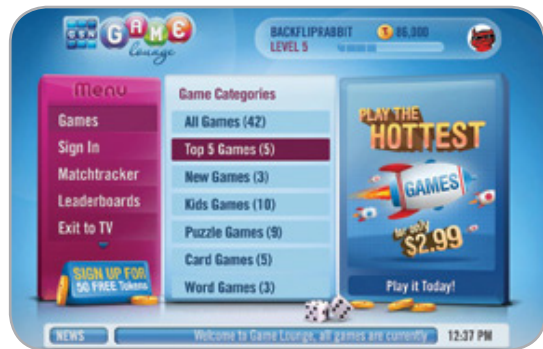 GSN GAME
Lounge
BACKFLIPRABBIT T 86,000
LEVEL 5
Menu
Games
Sign In
Matchtracker
Leaderboards
Exit to TV
SIGN UP FOR
50 FREE Tokens
Game Categories
All Games (42)
Top 5 Games (5)
New Games (3)
Kids Games (10)
Puzzle Games (9)
Card Games (5)
Word Games (3)
PLAY THE
HOTTEST
GAMES
for only
$2.99
Play it Today!
NEWS Welcome to Game Lounge, all games are currently 12:37 PM